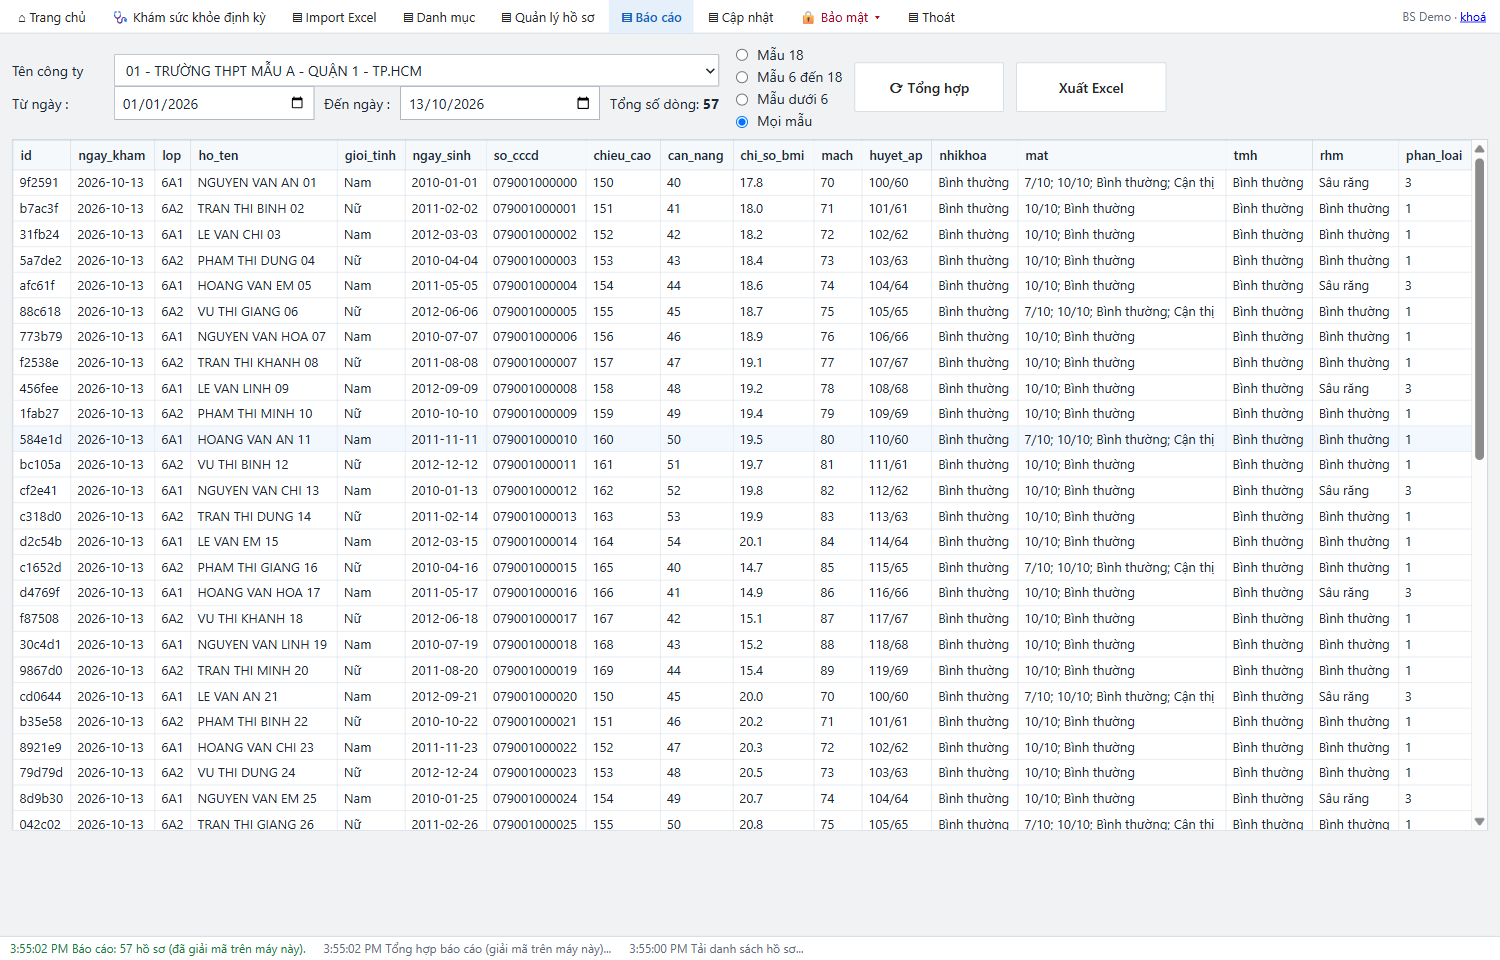 Trang chủ Khám sức khỏe định kỳ Import Excel Danh mục Quản lý hồ sơ Báo cáo Cập nhật Bảo mật Thoát BS Demo · khoá
Tên công ty 01 - TRƯỜNG THPT MẪU A - QUẬN 1 - TP.HCM
Từ ngày : 01/01/2026 Đến ngày : 13/10/2026 Tổng số dòng: 57
Mẫu 18
Mẫu 6 đến 18
Mẫu dưới 6
Mọi mẫu
Tổng hợp Xuất Excel
id ngay_kham lop ho_ten gioi_tinh ngay_sinh so_cccd chieu_cao can_nang chi_so_bmi mach huyet_ap nhikhoa mat tmh rhm phan_loai
9f2591 2026-10-13 6A1 NGUYEN VAN AN 01 Nam 2010-01-01 079001000000 150 40 17.8 70 100/60 Bình thường 7/10; 10/10; Bình thường; Cận thị Bình thường Sâu răng 3
b7ac3f 2026-10-13 6A2 TRAN THI BINH 02 Nữ 2011-02-02 079001000001 151 41 18.0 71 101/61 Bình thường 10/10; Bình thường Bình thường Bình thường 1
31fb24 2026-10-13 6A1 LE VAN CHI 03 Nam 2012-03-03 079001000002 152 42 18.2 72 102/62 Bình thường 10/10; Bình thường Bình thường Bình thường 1
5a7de2 2026-10-13 6A2 PHAM THI DUNG 04 Nữ 2010-04-04 079001000003 153 43 18.4 73 103/63 Bình thường 10/10; Bình thường Bình thường Bình thường 1
afc61f 2026-10-13 6A1 HOANG VAN EM 05 Nam 2011-05-05 079001000004 154 44 18.6 74 104/64 Bình thường 10/10; Bình thường Bình thường Sâu răng 3
88c618 2026-10-13 6A2 VU THI GIANG 06 Nữ 2012-06-06 079001000005 155 45 18.7 75 105/65 Bình thường 7/10; 10/10; Bình thường; Cận thị Bình thường Bình thường 1
773b79 2026-10-13 6A1 NGUYEN VAN HOA 07 Nam 2010-07-07 079001000006 156 46 18.9 76 106/66 Bình thường 10/10; Bình thường Bình thường Bình thường 1
f2538e 2026-10-13 6A2 TRAN THI KHANH 08 Nữ 2011-08-08 079001000007 157 47 19.1 77 107/67 Bình thường 10/10; Bình thường Bình thường Bình thường 1
456fee 2026-10-13 6A1 LE VAN LINH 09 Nam 2012-09-09 079001000008 158 48 19.2 78 108/68 Bình thường 10/10; Bình thường Bình thường Sâu răng 3
1fab27 2026-10-13 6A2 PHAM THI MINH 10 Nữ 2010-10-10 079001000009 159 49 19.4 79 109/69 Bình thường 10/10; Bình thường Bình thường Bình thường 1
584e1d 2026-10-13 6A1 HOANG VAN AN 11 Nam 2011-11-11 079001000010 160 50 19.5 80 110/60 Bình thường 7/10; 10/10; Bình thường; Cận thị Bình thường Bình thường 1
bc105a 2026-10-13 6A2 VU THI BINH 12 Nữ 2012-12-12 079001000011 161 51 19.7 81 111/61 Bình thường 10/10; Bình thường Bình thường Bình thường 1
cf2e41 2026-10-13 6A1 NGUYEN VAN CHI 13 Nam 2010-01-13 079001000012 162 52 19.8 82 112/62 Bình thường 10/10; Bình thường Bình thường Sâu răng 3
c318d0 2026-10-13 6A2 TRAN THI DUNG 14 Nữ 2011-02-14 079001000013 163 53 19.9 83 113/63 Bình thường 10/10; Bình thường Bình thường Bình thường 1
d2c54b 2026-10-13 6A1 LE VAN EM 15 Nam 2012-03-15 079001000014 164 54 20.1 84 114/64 Bình thường 10/10; Bình thường Bình thường Bình thường 1
c1652d 2026-10-13 6A2 PHAM THI GIANG 16 Nữ 2010-04-16 079001000015 165 40 14.7 85 115/65 Bình thường 7/10; 10/10; Bình thường; Cận thị Bình thường Bình thường 1
d4769f 2026-10-13 6A1 HOANG VAN HOA 17 Nam 2011-05-17 079001000016 166 41 14.9 86 116/66 Bình thường 10/10; Bình thường Bình thường Sâu răng 3
f87508 2026-10-13 6A2 VU THI KHANH 18 Nữ 2012-06-18 079001000017 167 42 15.1 87 117/67 Bình thường 10/10; Bình thường Bình thường Bình thường 1
30c4d1 2026-10-13 6A1 NGUYEN VAN LINH 19 Nam 2010-07-19 079001000018 168 43 15.2 88 118/68 Bình thường 10/10; Bình thường Bình thường Bình thường 1
9867d0 2026-10-13 6A2 TRAN THI MINH 20 Nữ 2011-08-20 079001000019 169 44 15.4 89 119/69 Bình thường 10/10; Bình thường Bình thường Bình thường 1
cd0644 2026-10-13 6A1 LE VAN AN 21 Nam 2012-09-21 079001000020 150 45 20.0 70 100/60 Bình thường 7/10; 10/10; Bình thường; Cận thị Bình thường Sâu răng 3
b35e58 2026-10-13 6A2 PHAM THI BINH 22 Nữ 2010-10-22 079001000021 151 46 20.2 71 101/61 Bình thường 10/10; Bình thường Bình thường Bình thường 1
8921e9 2026-10-13 6A1 HOANG VAN CHI 23 Nam 2011-11-23 079001000022 152 47 20.3 72 102/62 Bình thường 10/10; Bình thường Bình thường Bình thường 1
79d79d 2026-10-13 6A2 VU THI DUNG 24 Nữ 2012-12-24 079001000023 153 48 20.5 73 103/63 Bình thường 10/10; Bình thường Bình thường Bình thường 1
8d9b30 2026-10-13 6A1 NGUYEN VAN EM 25 Nam 2010-01-25 079001000024 154 49 20.7 74 104/64 Bình thường 10/10; Bình thường Bình thường Sâu răng 3
042c02 2026-10-13 6A2 TRAN THI GIANG 26 Nữ 2011-02-26 079001000025 155 50 20.8 75 105/65 Bình thường 7/10; 10/10; Bình thường; Cận thị Bình thường Bình thường 1
3:55:02 PM Báo cáo: 57 hồ sơ (đã giải mã trên máy này). 3:55:02 PM Tổng hợp báo cáo (giải mã trên máy này)... 3:55:00 PM Tải danh sách hồ sơ...